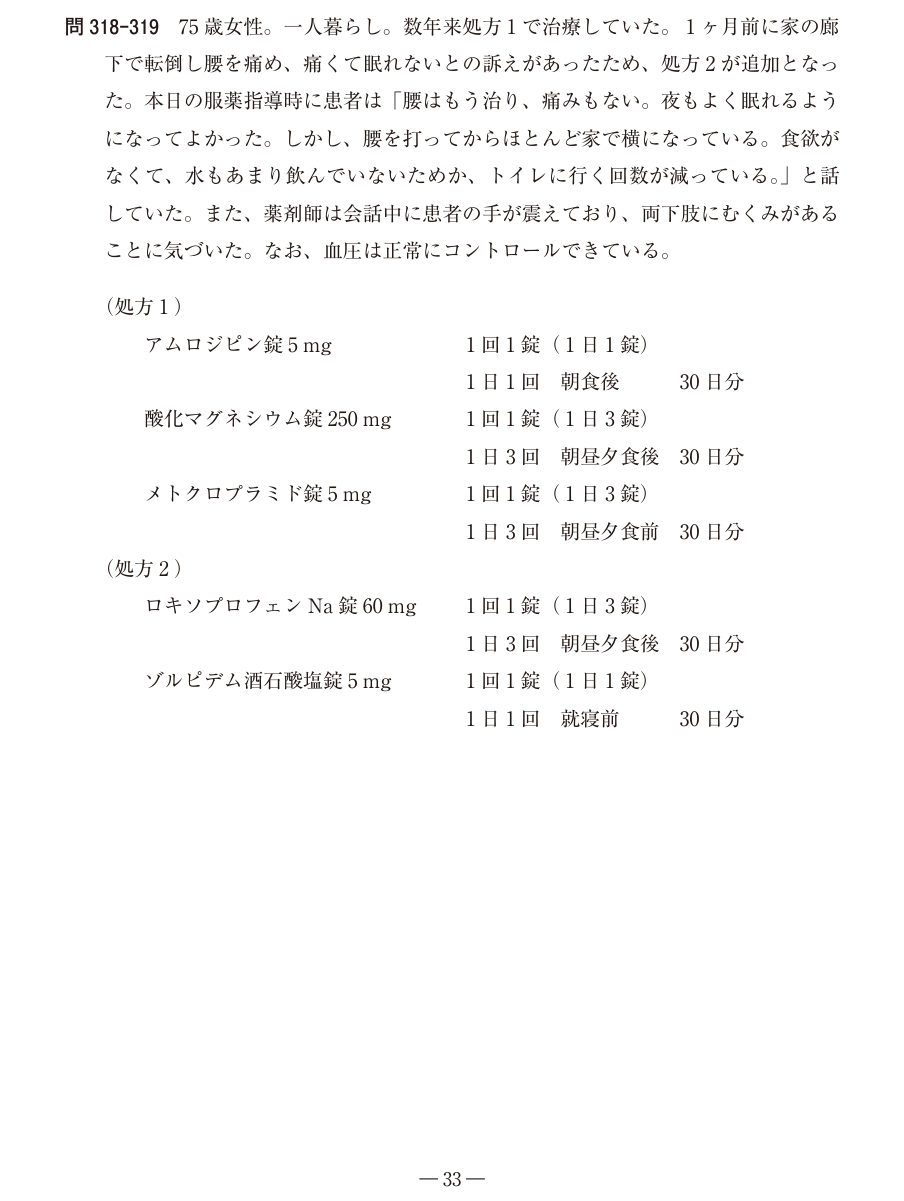 問 318-319　75 歳女性。一人暮らし。数年来処方１で治療していた。１ヶ月前に家の廊
下で転倒し腰を痛め、痛くて眠れないとの訴えがあったため、処方２が追加となっ
た。本日の服薬指導時に患者は「腰はもう治り、痛みもない。夜もよく眠れるよう
になってよかった。しかし、腰を打ってからほとんど家で横になっている。食欲が
なくて、水もあまり飲んでいないためか、トイレに行く回数が減っている。」と話
していた。また、薬剤師は会話中に患者の手が震えており、両下肢にむくみがある
ことに気づいた。なお、血圧は正常にコントロールできている。
（処方１）
アムロジピン錠５mg　１回１錠（１日１錠）
１日１回　朝食後　30 日分
酸化マグネシウム錠 250 mg　１回１錠（１日３錠）
１日３回　朝昼夕食後　30 日分
メトクロプラミド錠５mg　１回１錠（１日３錠）
１日３回　朝昼夕食前　30 日分
（処方２）
ロキソプロフェン Na 錠 60 mg　１回１錠（１日３錠）
１日３回　朝昼夕食後　30 日分
ゾルピデム酒石酸塩錠５mg　１回１錠（１日１錠）
１日１回　就寝前　30 日分
― 33 ―